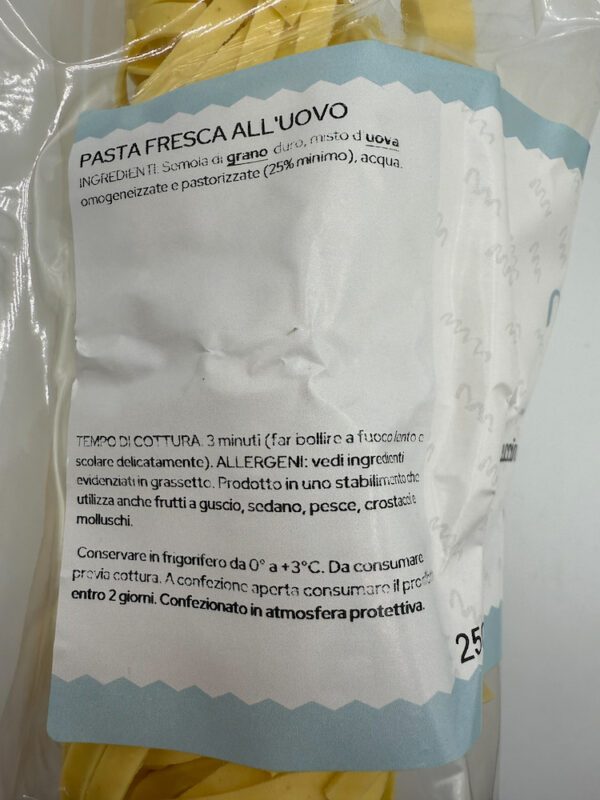 PASTA FRESCA ALL'UOVO
INGREDIENTI: Semola di grano duro, misto d uova
omogeneizzate e pastorizzate (25% minimo), acqua.
TEMPO DI COTTURA: 3 minuti (far bollire a fuoco lento e
scolare delicatamente). ALLERGENI: vedi ingredienti
evidenziati in grassetto. Prodotto in uno stabilimento che
utilizza anche frutti a guscio, sedano, pesce, crostacei e
molluschi.
Conservare in frigorifero da 0° a +3°C. Da consumare
previa cottura. A confezione aperta consumare il
entro 2 giorni. Confezionato in atmosfera protettiva.